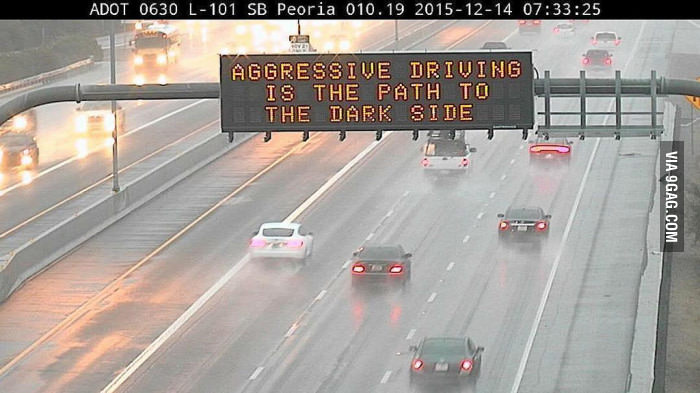 ADOT 0630 L-101 SB Peoria 010.19 2015-12-14 07:33:25
AGGRESSIVE DRIVING
IS THE PATH TO
THE DARK SIDE
VIA 9GAG.COM